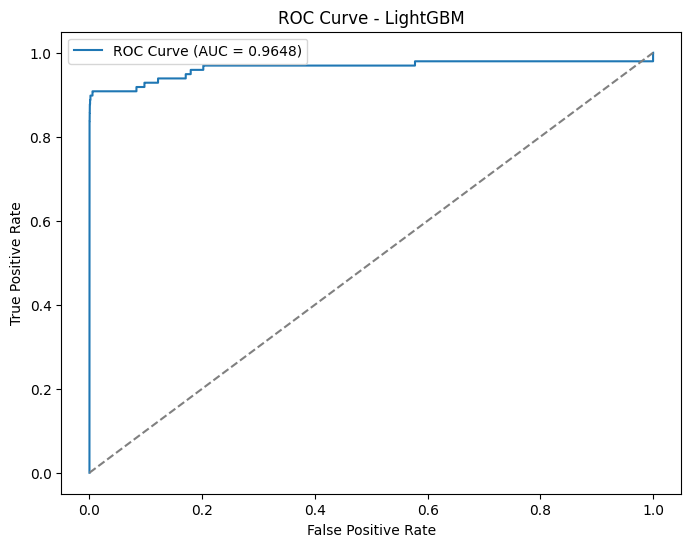 ROC Curve - LightGBM
ROC Curve (AUC = 0.9648)
True Positive Rate
1.0
0.8
0.6
0.4
0.2
0.0
0.0 0.2 0.4 0.6 0.8 1.0
False Positive Rate